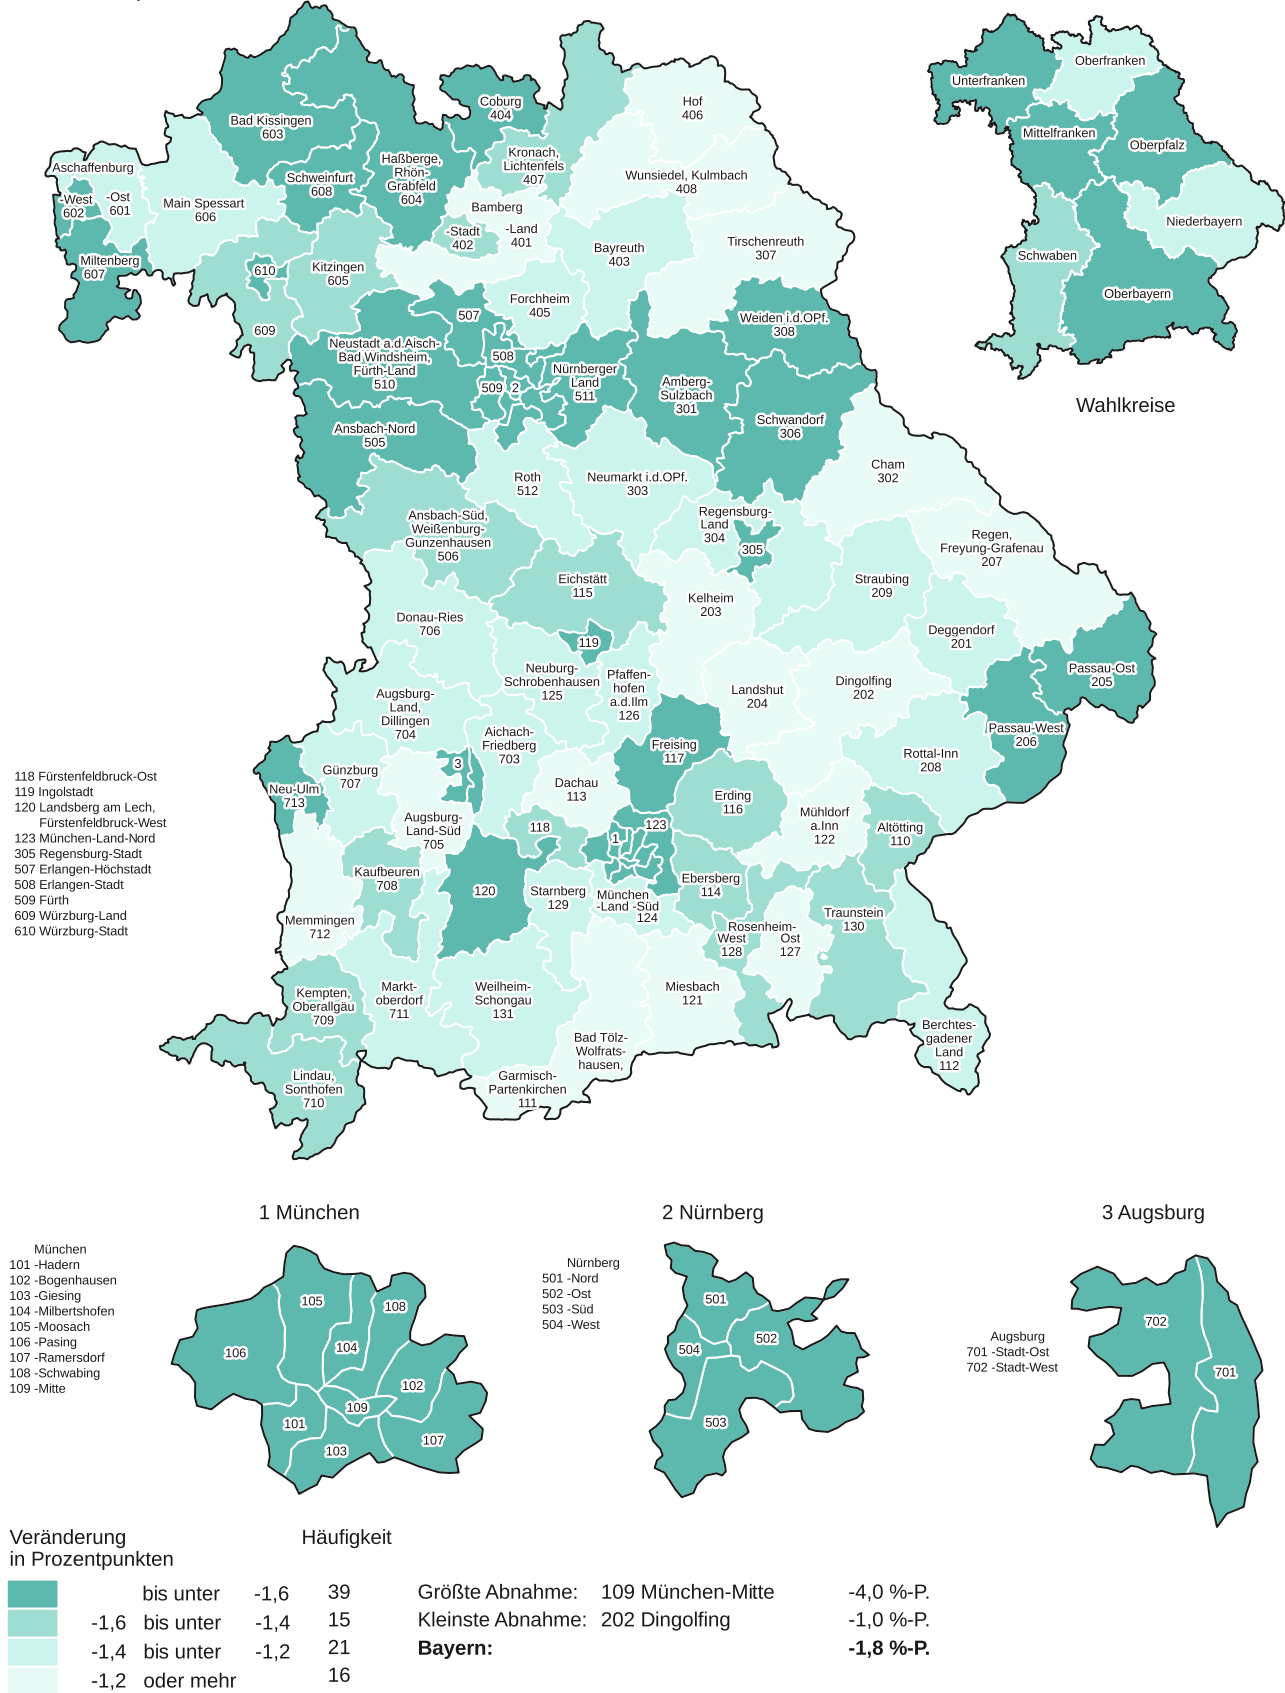 Coburg
404
Hof
406
Bad Kissingen
603
Kronach,
Lichtenfels
407
Haßberge,
Rhön-
Grabfeld
604
Schweinfurt
608
Wunsiedel, Kulmbach
408
Aschaffenburg
-West
602
-Ost
601
Main Spessart
606
Bamberg
-Stadt
402
-Land
401
Bayreuth
403
Tirschenreuth
307
Miltenberg
607
610
Kitzingen
605
Forchheim
405
507
609
Weiden i.d.OPf.
308
Neustadt a.d.Aisch-
Bad Windsheim,
Fürth-Land
510
508
509
2
Nürnberger
Land
511
Amberg-
Sulzbach
301
Schwandorf
306
Ansbach-Nord
505
Roth
512
Neumarkt i.d.OPf.
303
Cham
302
Regensburg-
Land
304
305
Ansbach-Süd,
Weißenburg-
Gunzenhausen
506
Regen,
Freyung-Grafenau
207
Eichstätt
115
Straubing
209
Kelheim
203
Donau-Ries
706
119
Deggendorf
201
Neuburg-
Schrobenhausen
125
Pfaffen-
hofen
a.d.Ilm
126
Passau-Ost
205
Augsburg-
Land,
Dillingen
704
Landshut
204
Dingolfing
202
Passau-West
206
Aichach-
Friedberg
703
Freising
117
Rottal-Inn
208
3
Günzburg
707
Neu-Ulm
713
Dachau
113
Erding
116
Augsburg-
Land-Süd
705
118
1
123
Mühldorf
a.Inn
122
Altötting
110
Kaufbeuren
708
120
Starnberg
129
München
-Land -Süd
124
Ebersberg
114
Memmingen
712
Rosenheim-
West
128
Ost
127
Traunstein
130
Kempten,
Oberallgäu
709
Markt-
oberdorf
711
Weilheim-
Schongau
131
Miesbach
121
Bad Tölz-
Wolfrats-
hausen,
Garmisch-
Partenkirchen
111
Berchtes-
gadener
Land
112
Lindau,
Sonthofen
710
Unterfranken
Oberfranken
Mittelfranken
Oberpfalz
Niederbayern
Schwaben
Oberbayern
Wahlkreise
118 Fürstenfeldbruck-Ost
119 Ingolstadt
120 Landsberg am Lech,
Fürstenfeldbruck-West
123 München-Land-Nord
305 Regensburg-Stadt
507 Erlangen-Höchstadt
508 Erlangen-Stadt
509 Fürth
609 Würzburg-Land
610 Würzburg-Stadt
1 München
München
101 -Hadern
102 -Bogenhausen
103 -Giesing
104 -Milbertshofen
105 -Moosach
106 -Pasing
107 -Ramersdorf
108 -Schwabing
109 -Mitte
105
108
106
104
102
109
101
103
107
2 Nürnberg
Nürnberg
501 -Nord
502 -Ost
503 -Süd
504 -West
501
502
504
503
3 Augsburg
Augsburg
701 -Stadt-Ost
702 -Stadt-West
702
701
Veränderung
in Prozentpunkten
Häufigkeit
bis unter -1,6 39
-1,6 bis unter -1,4 15
-1,4 bis unter -1,2 21
-1,2 oder mehr 16
Größte Abnahme: 109 München-Mitte -4,0 %-P.
Kleinste Abnahme: 202 Dingolfing -1,0 %-P.
Bayern: -1,8 %-P.